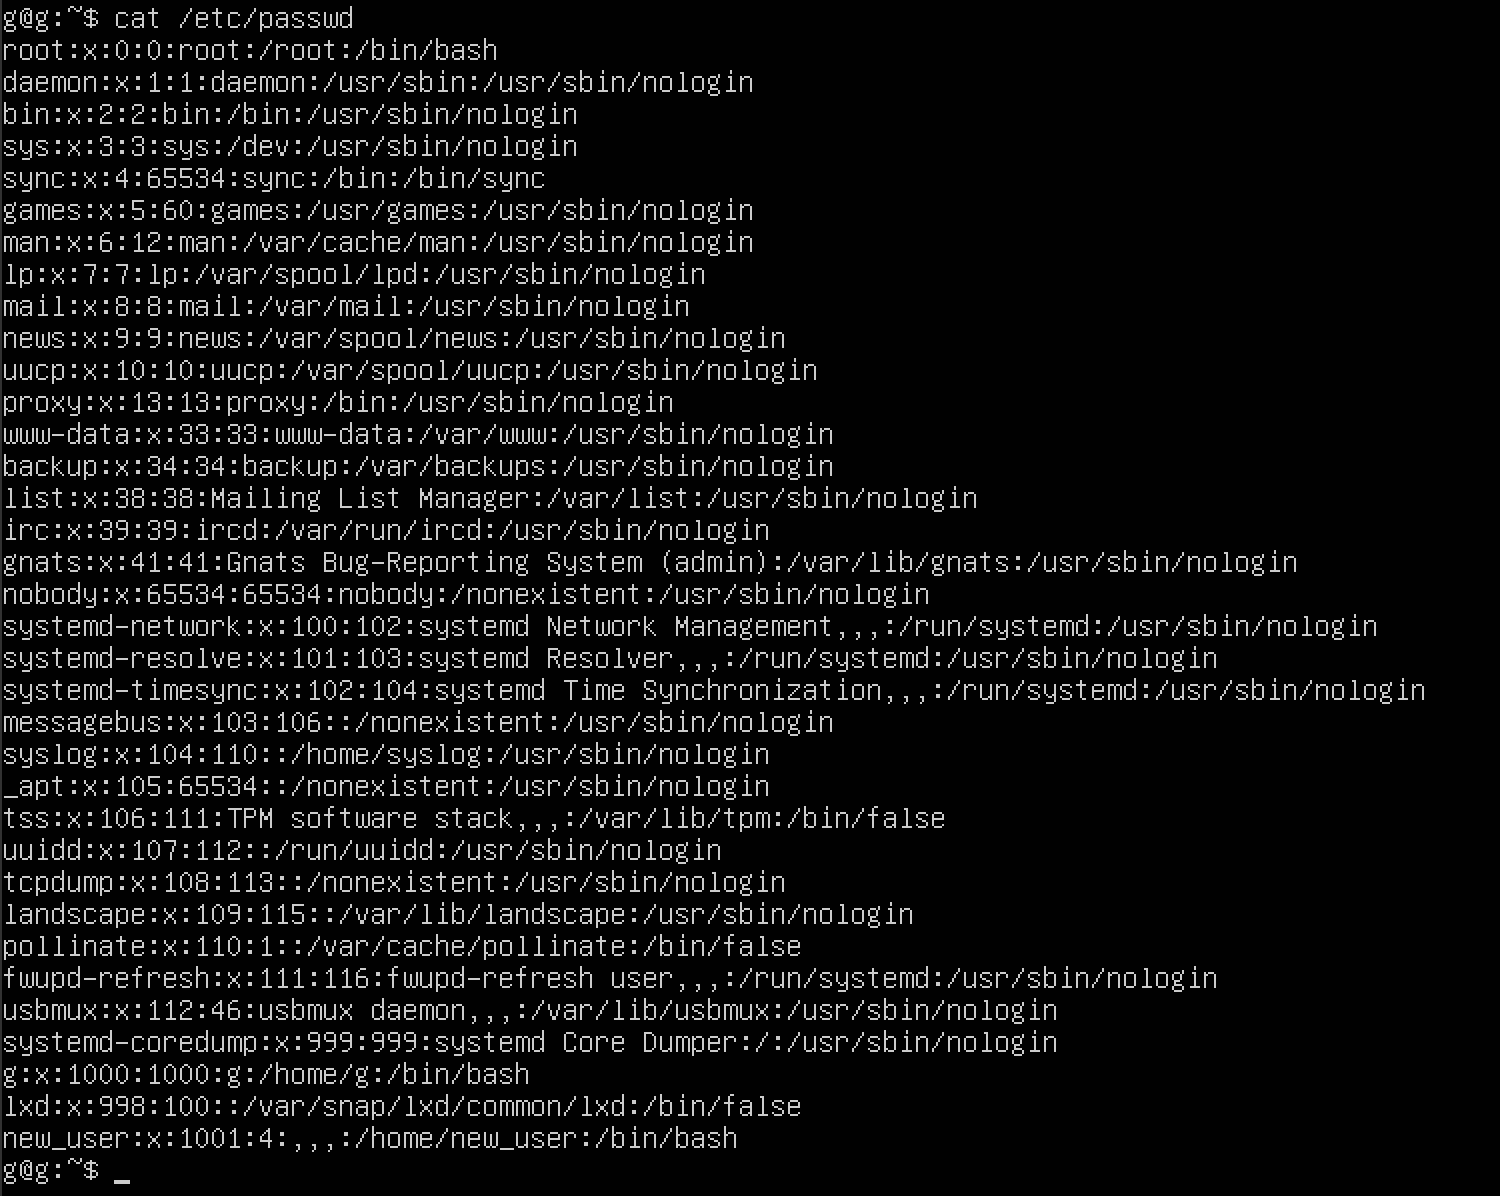 g@g:~$ cat /etc/passwd
root:x:0:0:root:/root:/bin/bash
daemon:x:1:1:daemon:/usr/sbin:/usr/sbin/nologin
bin:x:2:2:bin:/bin:/usr/sbin/nologin
sys:x:3:3:sys:/dev:/usr/sbin/nologin
sync:x:4:65534:sync:/bin:/bin/sync
games:x:5:60:games:/usr/games:/usr/sbin/nologin
man:x:6:12:man:/var/cache/man:/usr/sbin/nologin
lp:x:7:7:lp:/var/spool/lpd:/usr/sbin/nologin
mail:x:8:8:mail:/var/mail:/usr/sbin/nologin
news:x:9:9:news:/var/spool/news:/usr/sbin/nologin
uucp:x:10:10:uucp:/var/spool/uucp:/usr/sbin/nologin
proxy:x:13:13:proxy:/bin:/usr/sbin/nologin
www-data:x:33:33:www-data:/var/www:/usr/sbin/nologin
backup:x:34:34:backup:/var/backups:/usr/sbin/nologin
list:x:38:38:Mailing List Manager:/var/list:/usr/sbin/nologin
irc:x:39:39:ircd:/var/run/ircd:/usr/sbin/nologin
gnats:x:41:41:Gnats Bug-Reporting System (admin):/var/lib/gnats:/usr/sbin/nologin
nobody:x:65534:65534:nobody:/nonexistent:/usr/sbin/nologin
systemd-network:x:100:102:systemd Network Management,,,:/run/systemd:/usr/sbin/nologin
systemd-resolve:x:101:103:systemd Resolver,,,:/run/systemd:/usr/sbin/nologin
systemd-timesync:x:102:104:systemd Time Synchronization,,,:/run/systemd:/usr/sbin/nologin
messagebus:x:103:106::/nonexistent:/usr/sbin/nologin
syslog:x:104:110::/home/syslog:/usr/sbin/nologin
_apt:x:105:65534::/nonexistent:/usr/sbin/nologin
tss:x:106:111:TPM software stack,,,:/var/lib/tpm:/bin/false
uuidd:x:107:112::/run/uuidd:/usr/sbin/nologin
tcpdump:x:108:113::/nonexistent:/usr/sbin/nologin
landscape:x:109:115::/var/lib/landscape:/usr/sbin/nologin
pollinate:x:110:1::/var/cache/pollinate:/bin/false
fwupd-refresh:x:111:116:fwupd-refresh user,,,:/run/systemd:/usr/sbin/nologin
usbmux:x:112:46:usbmux daemon,,,:/var/lib/usbmux:/usr/sbin/nologin
systemd-coredump:x:999:999:systemd Core Dumper:/:/usr/sbin/nologin
g:x:1000:1000:g:/home/g:/bin/bash
lxd:x:998:100::/var/snap/lxd/common/lxd:/bin/false
new_user:x:1001:4:,,,:/home/new_user:/bin/bash
g@g:~$ _